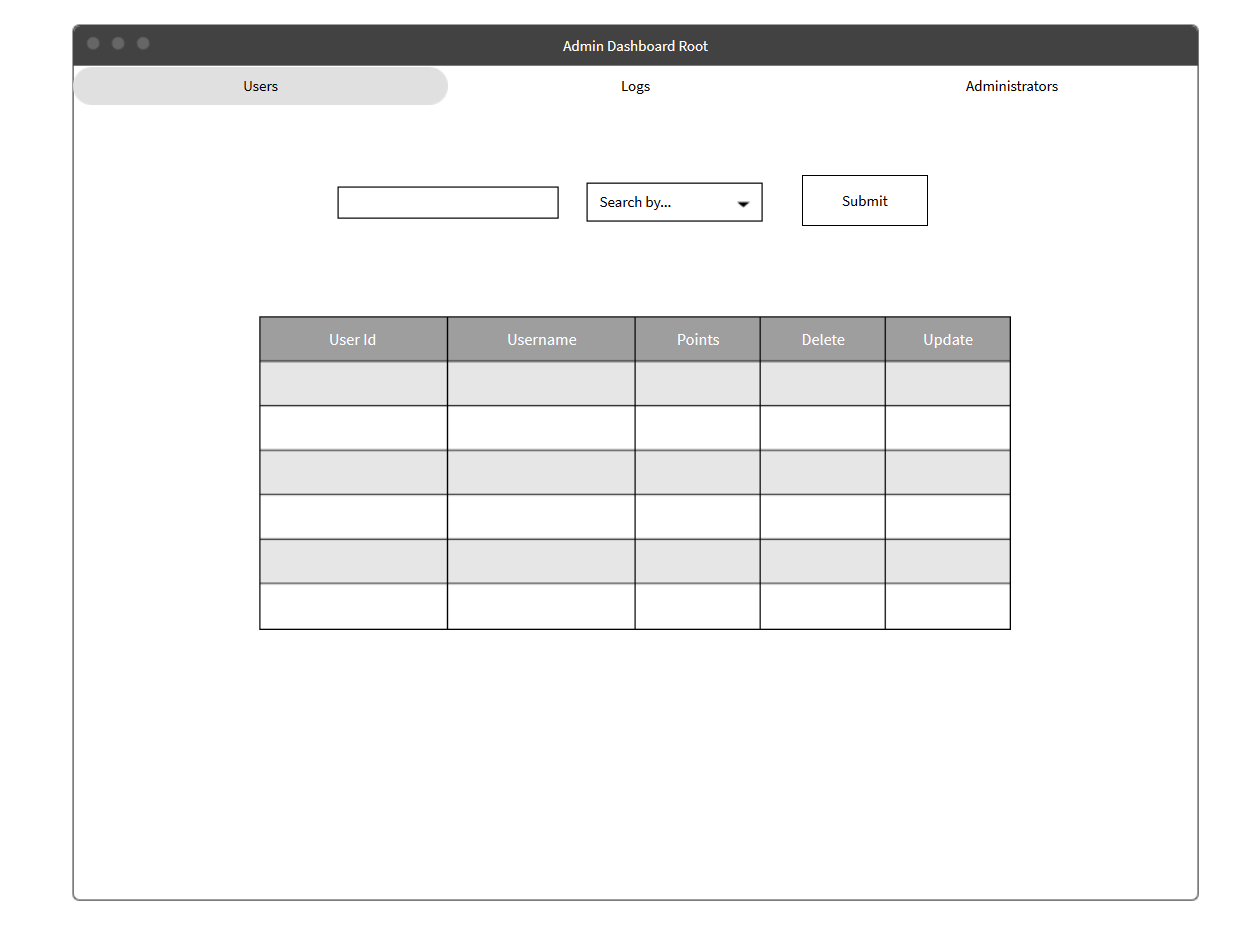 Admin Dashboard Root
Users Logs Administrators
Search by... Submit
User Id Username Points Delete Update